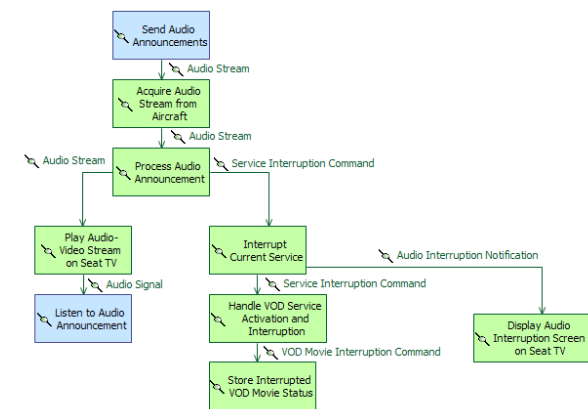 Send Audio
Announcements
Audio Stream
Acquire Audio
Stream from
Aircraft
Audio Stream
Audio Stream
Process Audio
Announcement
Service Interruption Command
Play Audio-
Video Stream
on Seat TV
Interrupt
Current Service
Audio Interruption Notification
Audio Signal
Service Interruption Command
Listen to Audio
Announcement
Handle VOD Service
Activation and
Interruption
Display Audio
Interruption Screen
on Seat TV
VOD Movie Interruption Command
Store Interrupted
VOD Movie Status